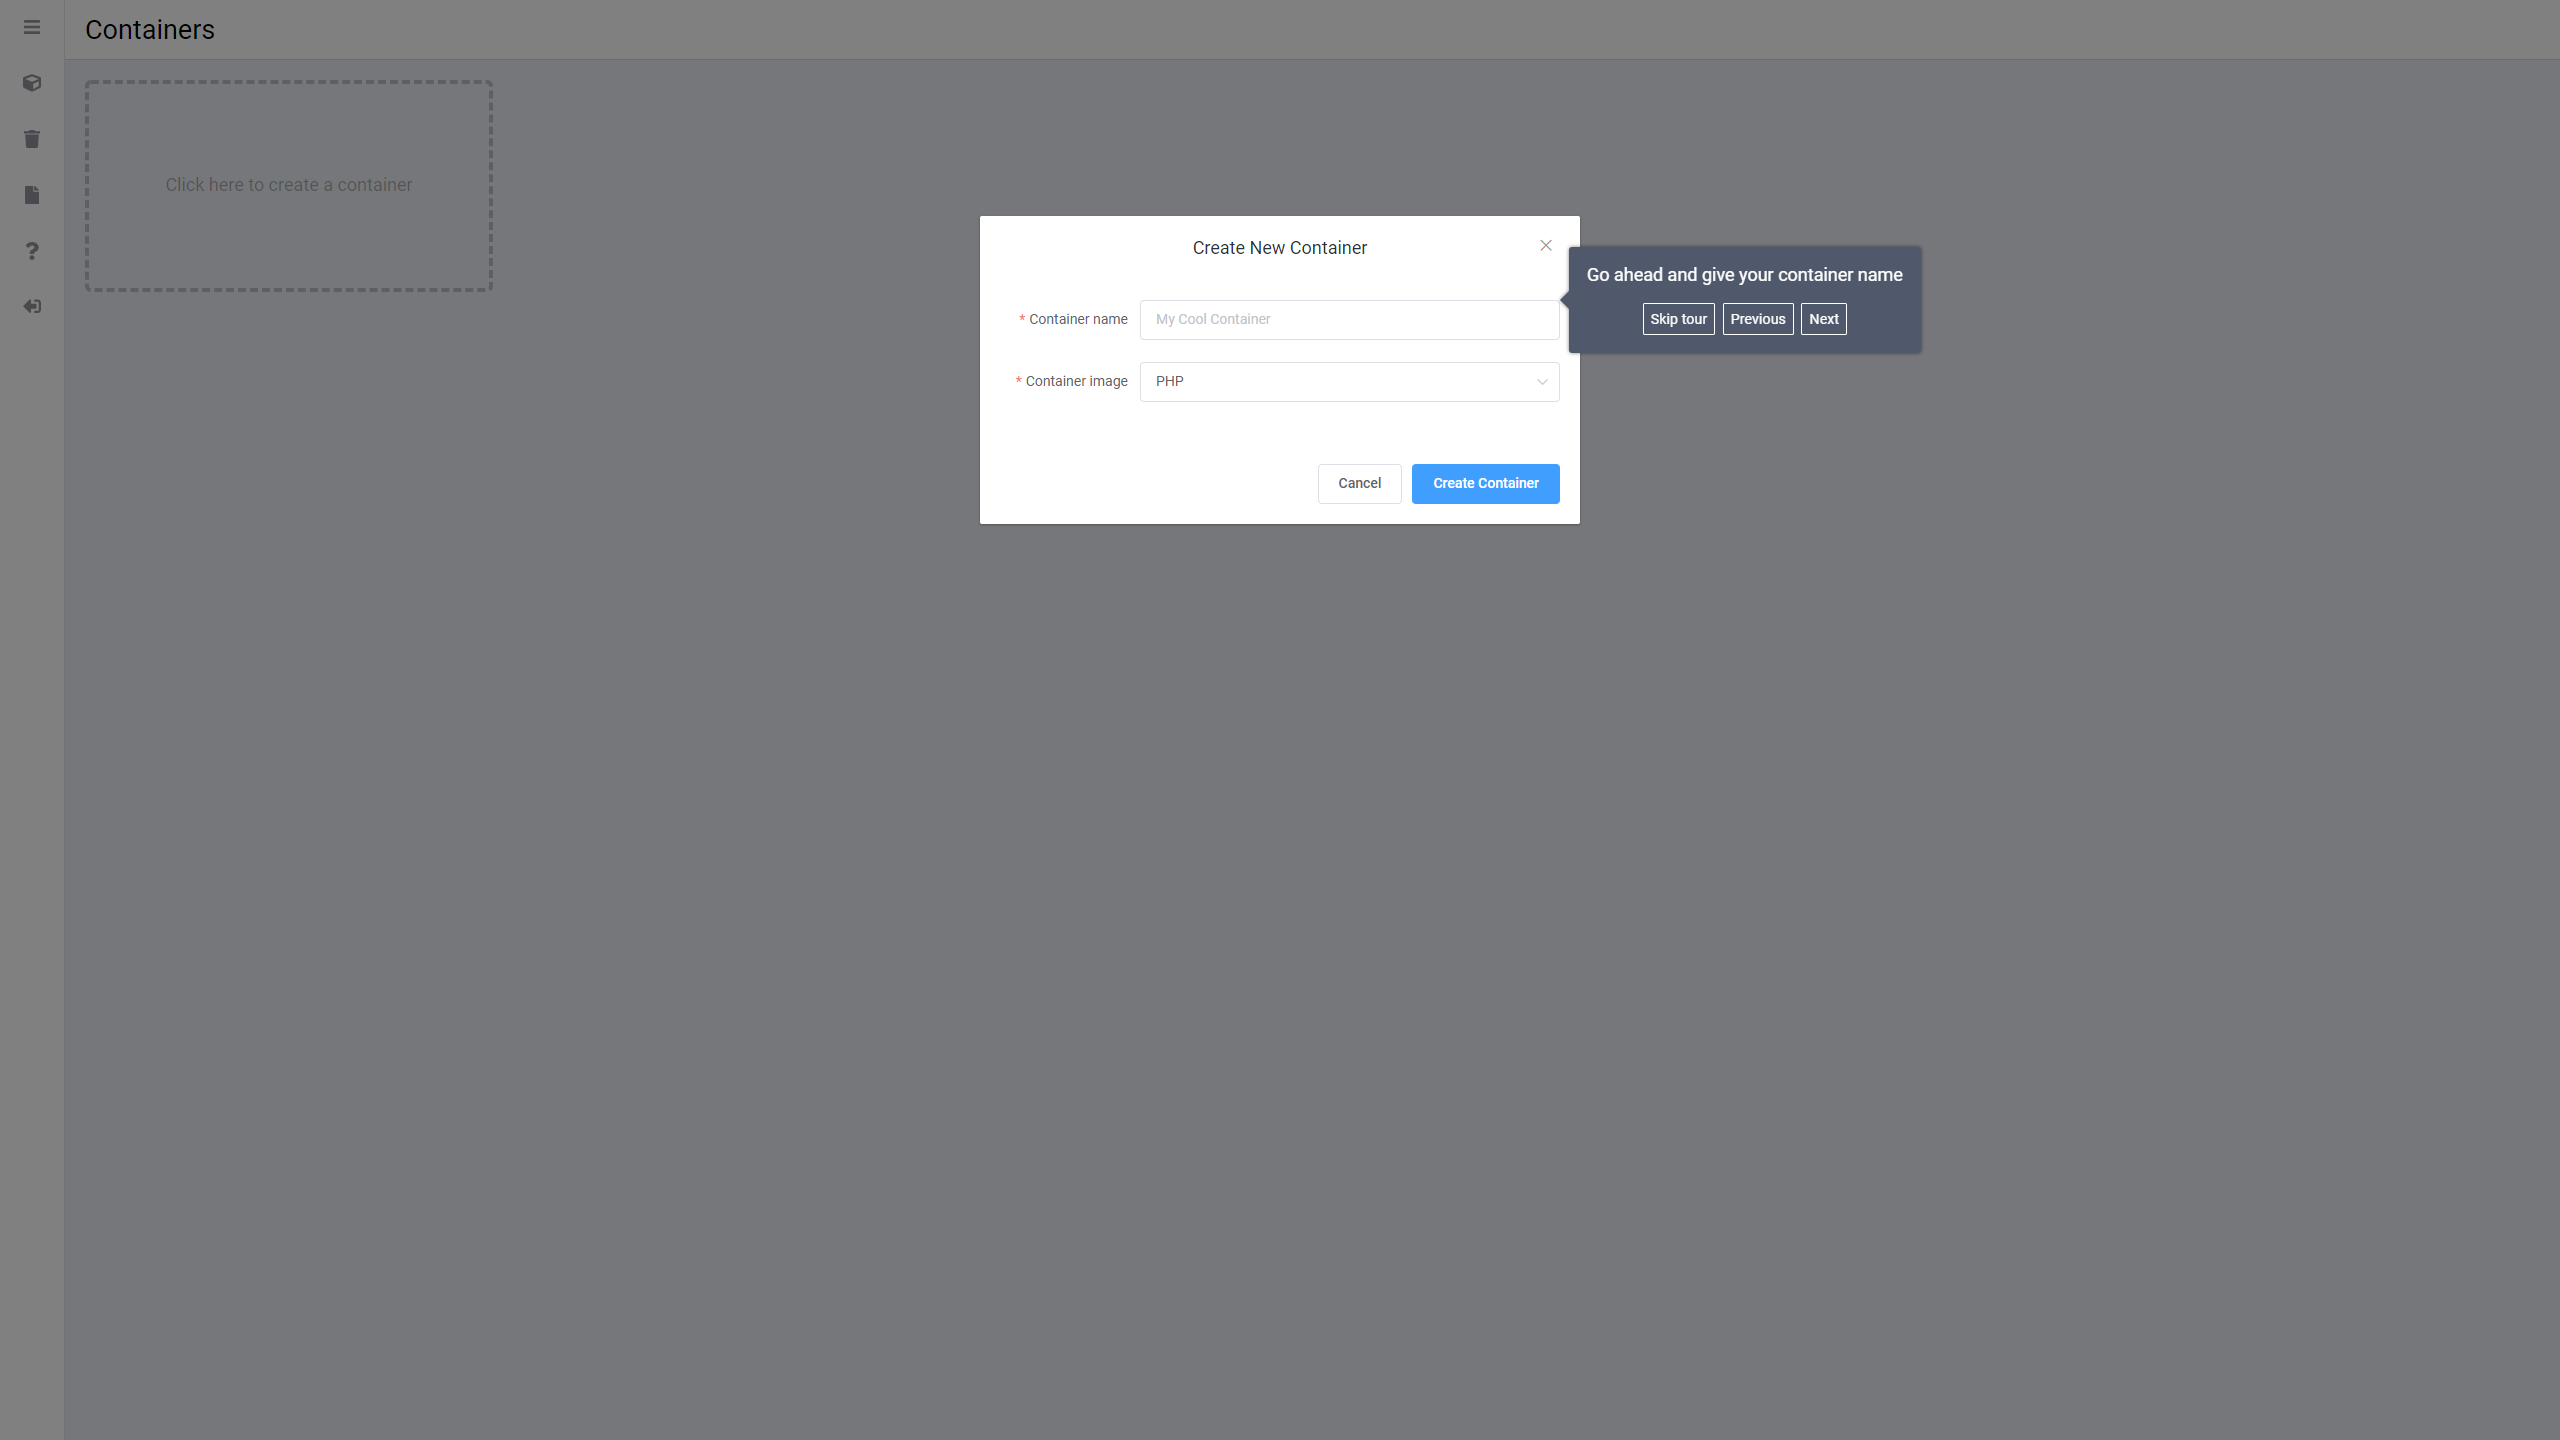 Containers
Click here to create a container
Create New Container
Go ahead and give your container name
Skip tour
Previous
Next
* Container name
My Cool Container
* Container image
PHP
Cancel
Create Container